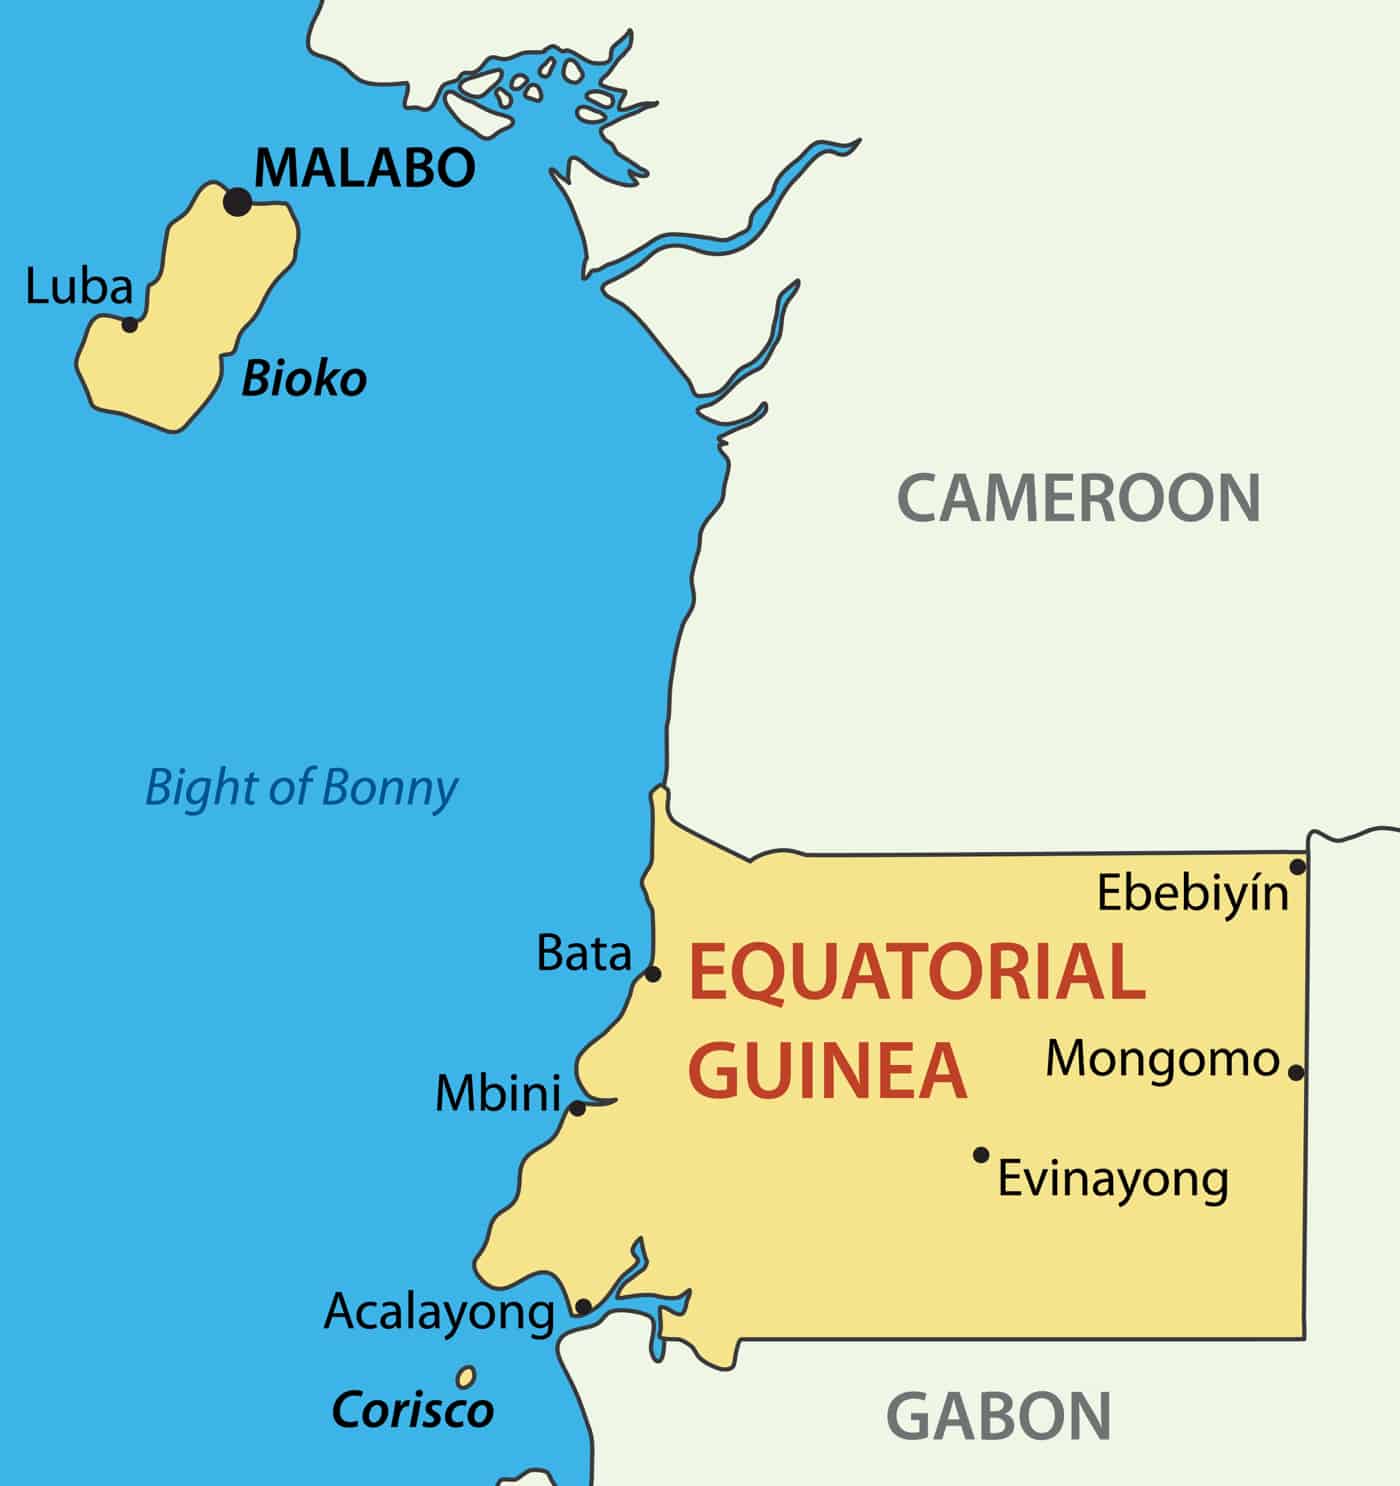 MALABO
Luba
Bioko
CAMEROON
Bight of Bonny
Ebebiyín
Bata
EQUATORIAL
GUINEA
Mongomo
Mbini
Evinayong
Acalayong
Corisco
GABON